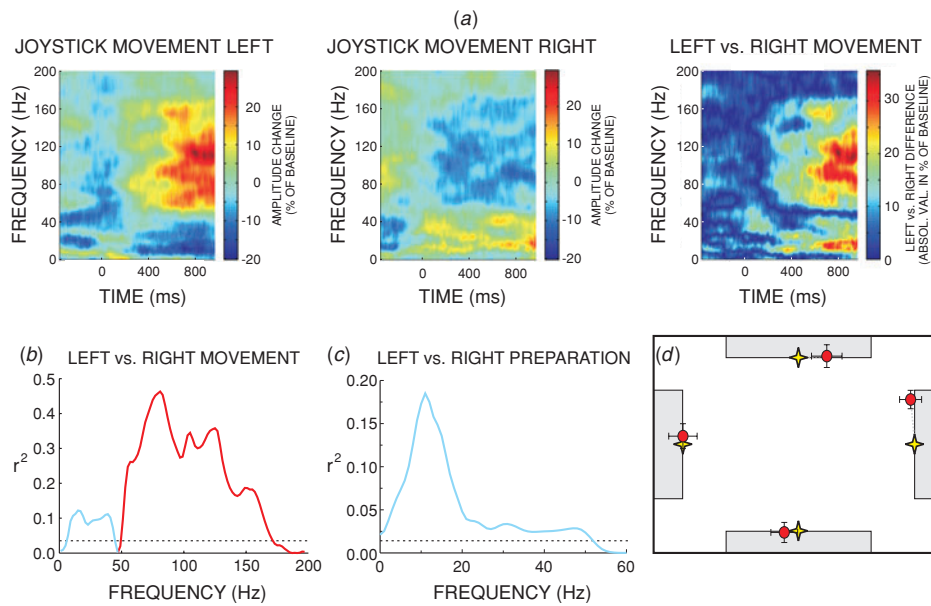 (a)
JOYSTICK MOVEMENT LEFT
JOYSTICK MOVEMENT RIGHT
LEFT vs. RIGHT MOVEMENT
FREQUENCY (Hz)
200
160
120
80
40
0
0 400 800
TIME (ms)
20
10
0
-10
-20
AMPLITUDE CHANGE
(% OF BASELINE)
FREQUENCY (Hz)
200
160
120
80
40
0
0 400 800
TIME (ms)
20
10
0
-10
-20
AMPLITUDE CHANGE
(% OF BASELINE)
FREQUENCY (Hz)
200
160
120
80
40
0
0 400 800
TIME (ms)
30
20
10
0
LEFT vs. RIGHT DIFFERENCE
(ABSOL. VAL. IN % OF BASELINE)
(b) LEFT vs. RIGHT MOVEMENT
r²
0.5
0.4
0.3
0.2
0.1
0.0
0 50 100 150 200
FREQUENCY (Hz)
(c) LEFT vs. RIGHT PREPARATION
r²
0.20
0.15
0.10
0.05
0.00
0 20 40 60
FREQUENCY (Hz)
(d)